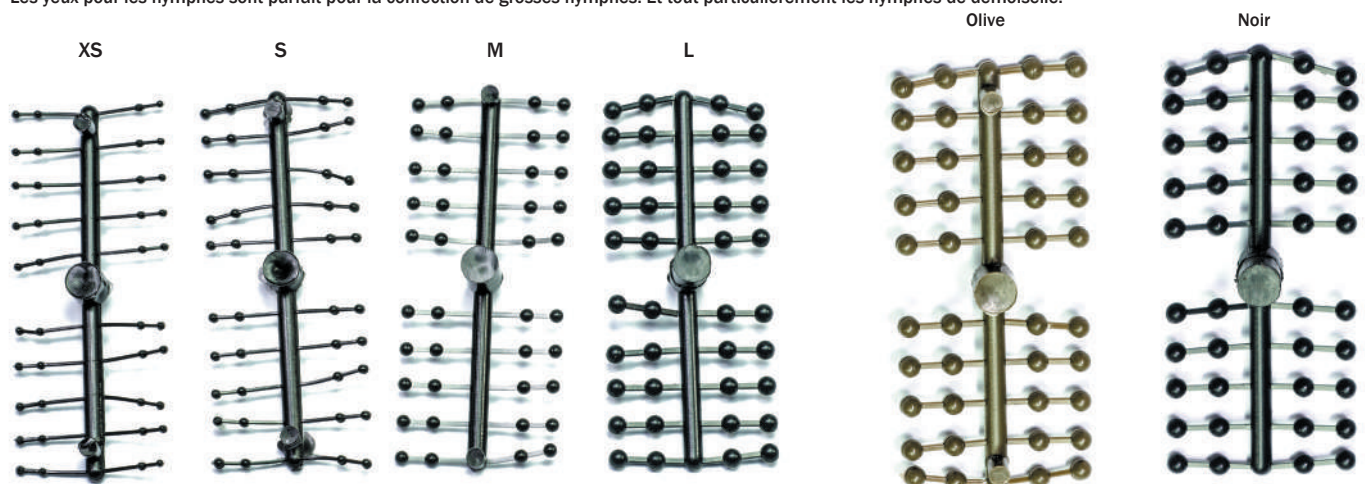 Les yeux pour les nymphes sont parfait pour la confection de grosses nymphes. Et tout particulièrement les nymphes de demoiselle.
Olive
Noir
XS
S
M
L